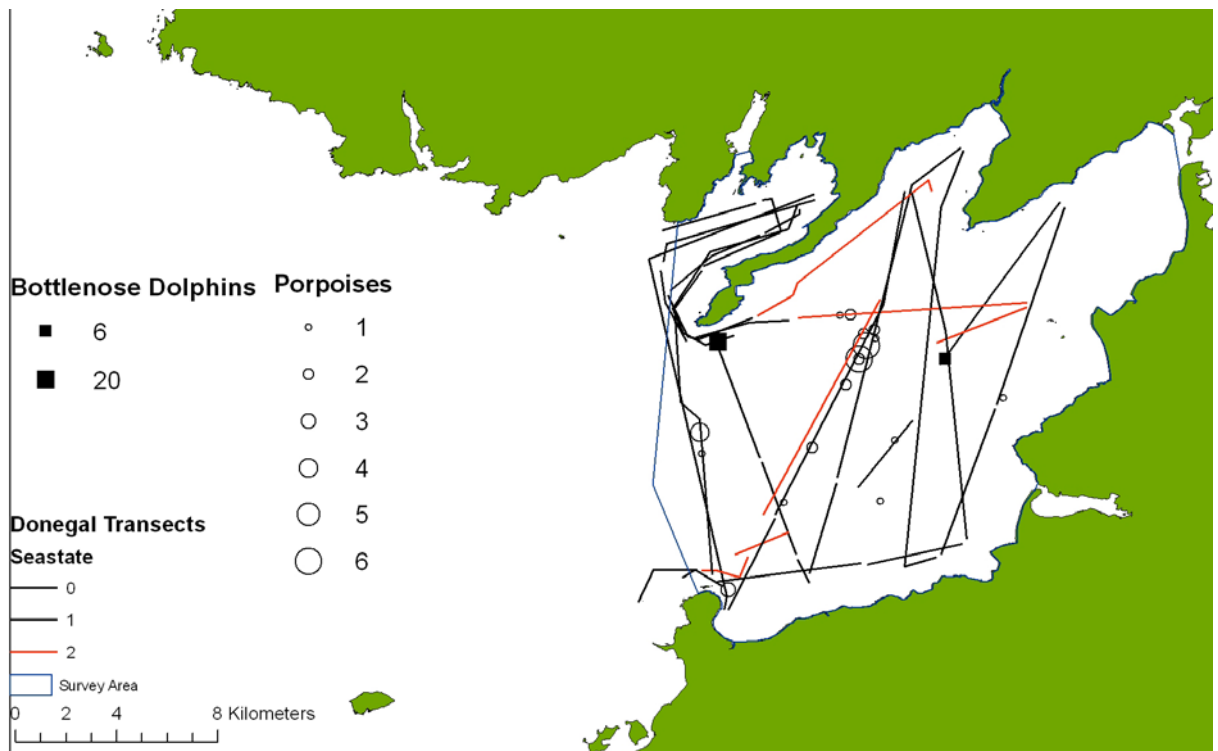 Bottlenose Dolphins
6
20
Porpoises
1
2
3
4
5
6
Donegal Transects
Seastate
0
1
2
Survey Area
0 2 4 8 Kilometers